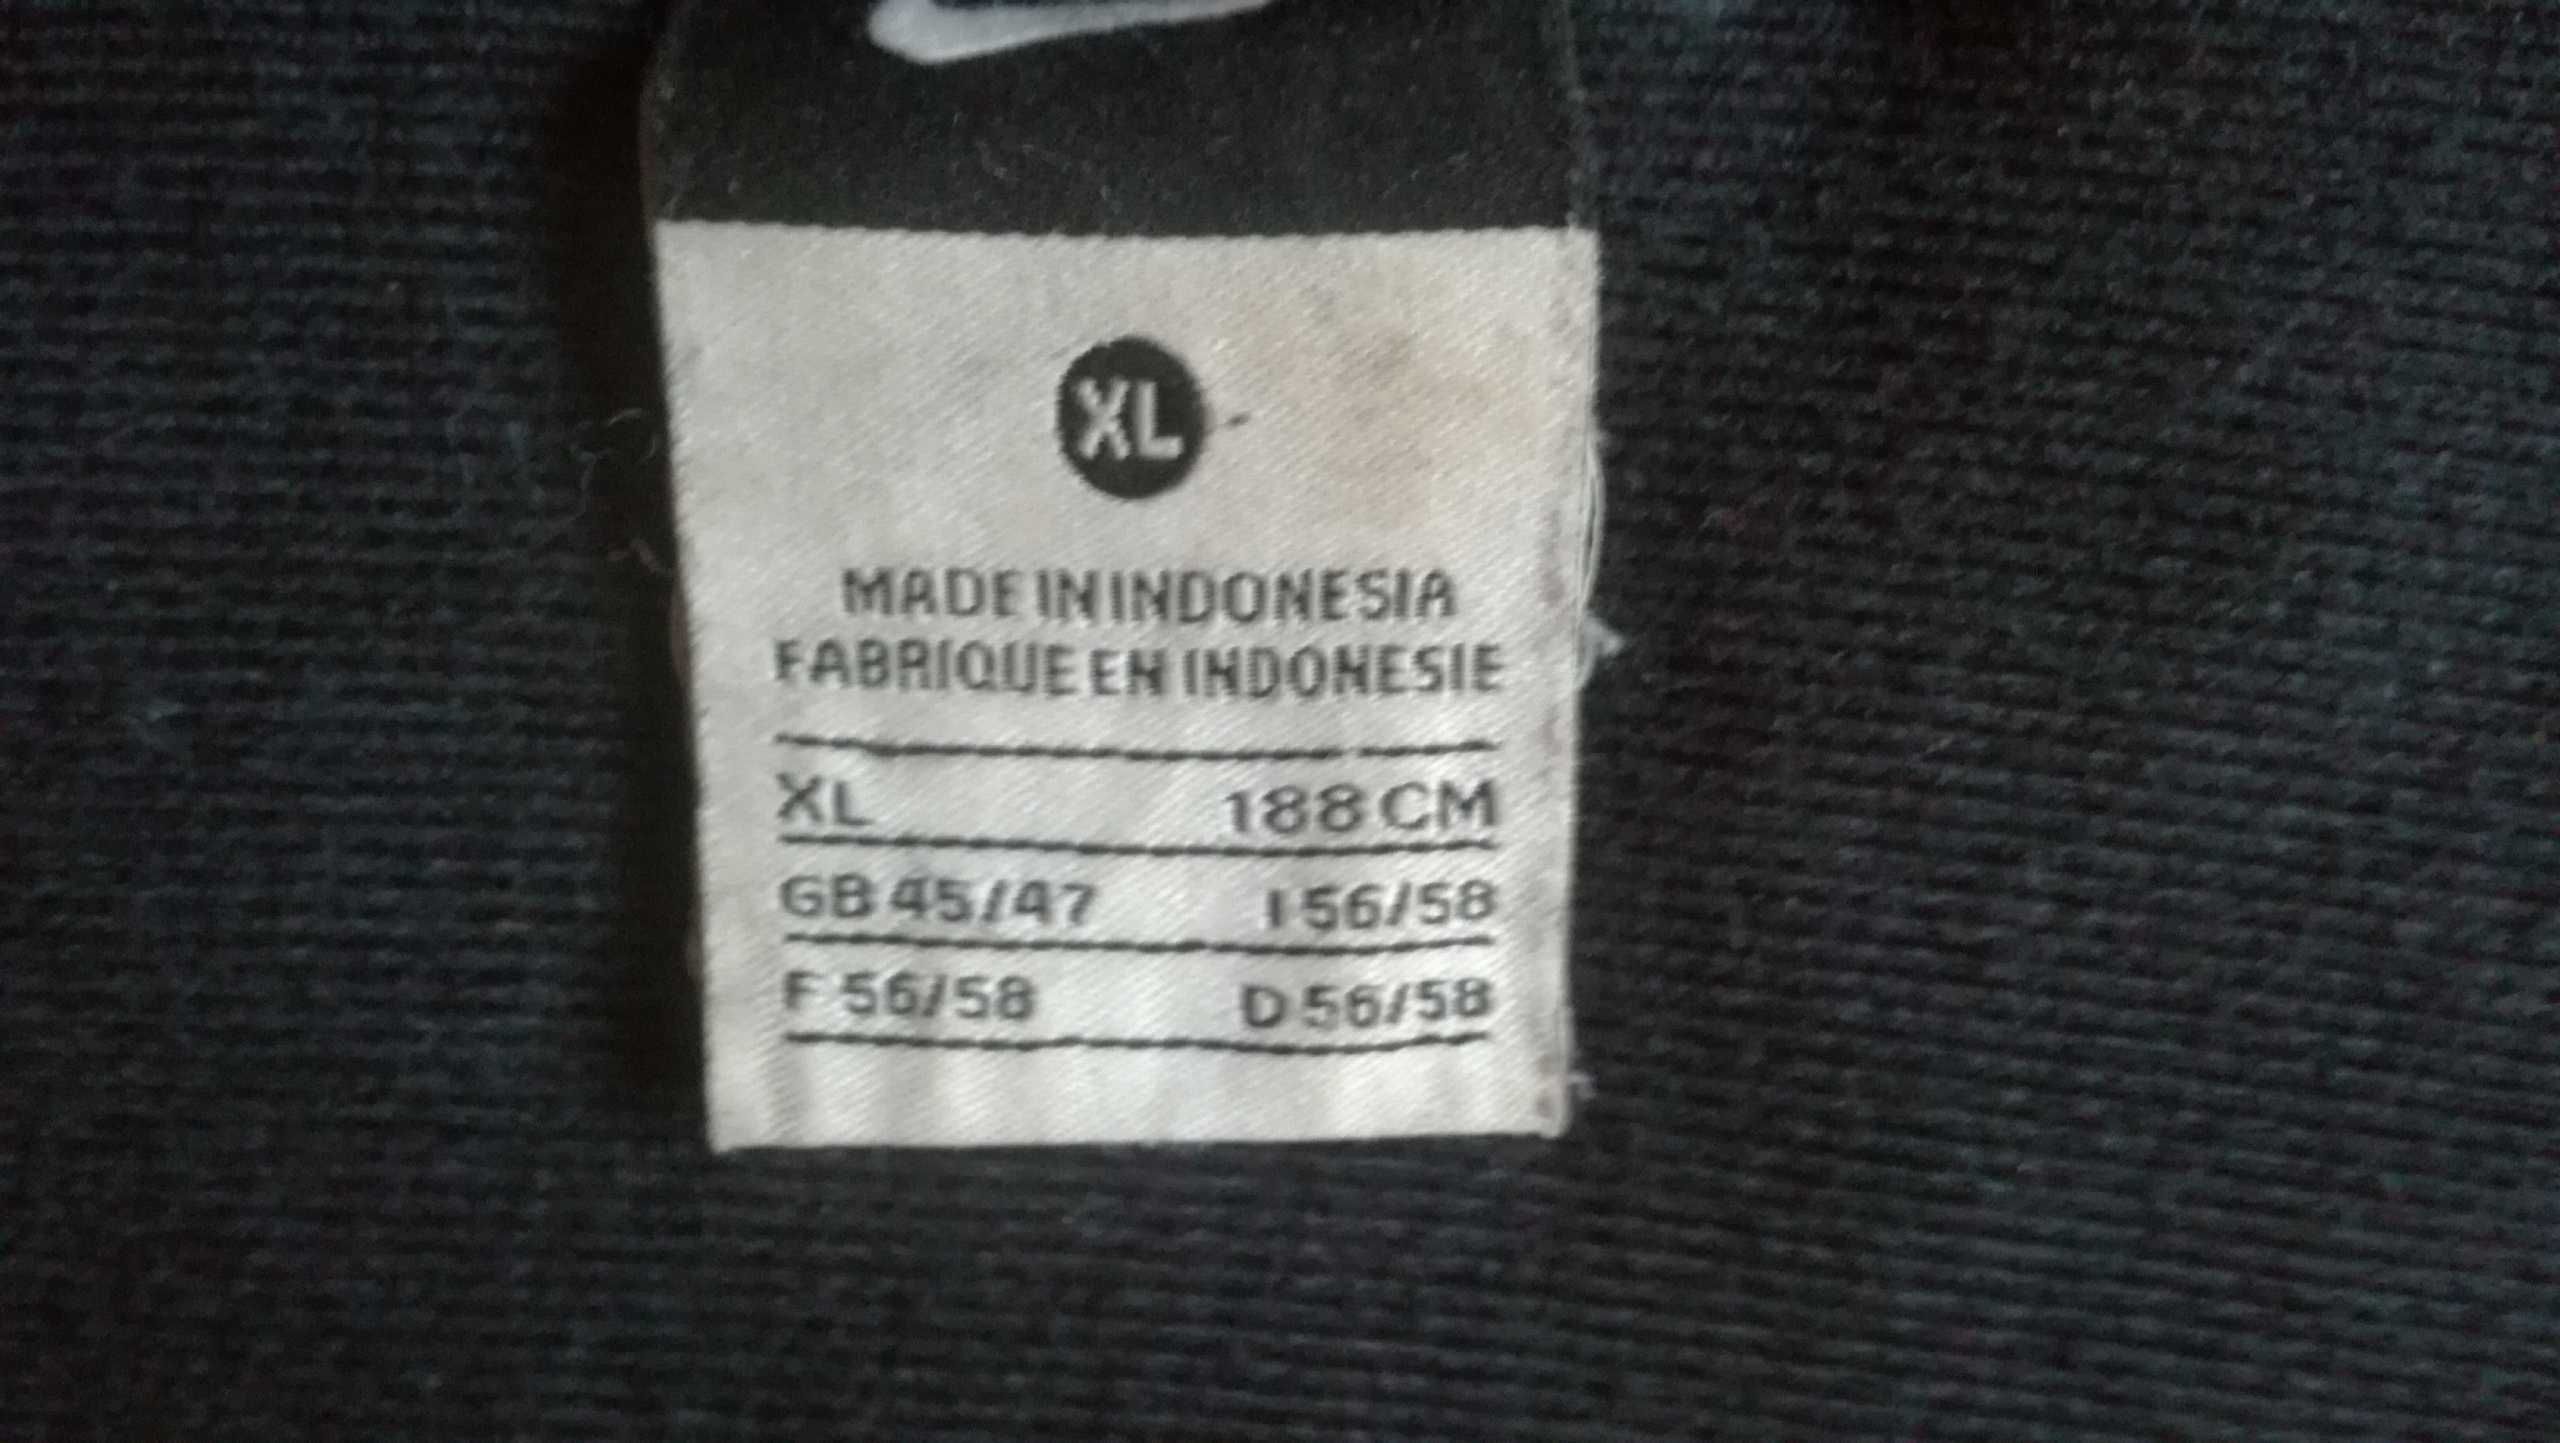 XL
MADE IN INDONESIA
FABRIQUE EN INDONESIE
XL 188 CM
GB 45/47 I 56/58
F 56/58 D 56/58